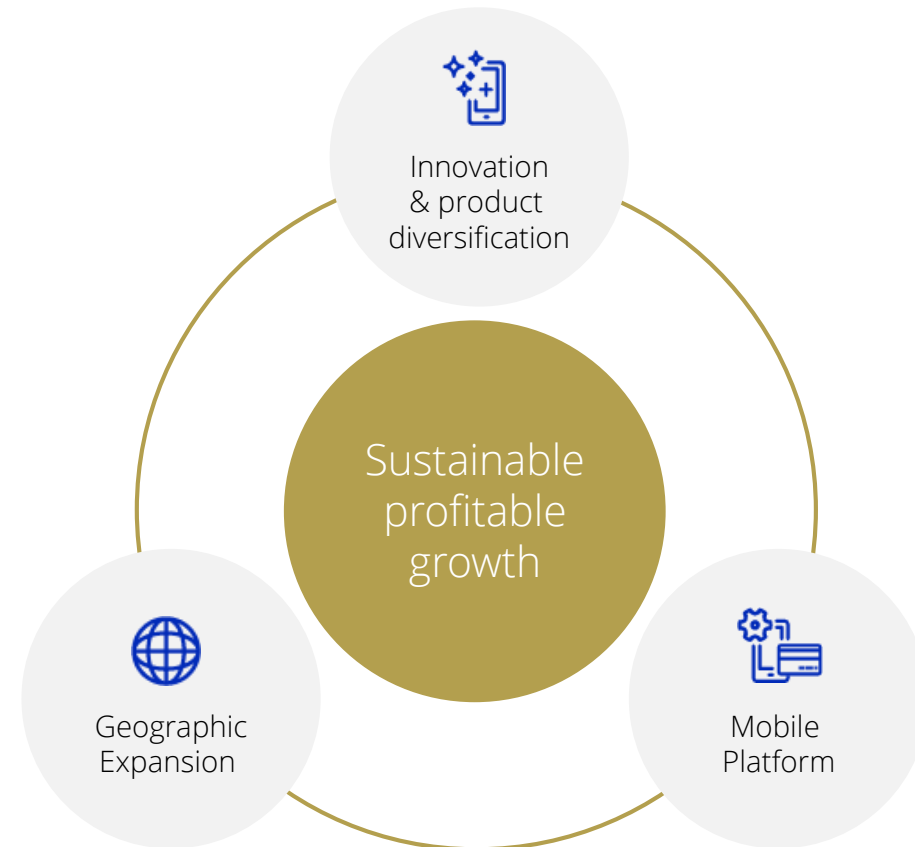 Innovation
& product
diversification
Sustainable
profitable
growth
Geographic
Expansion
Mobile
Platform